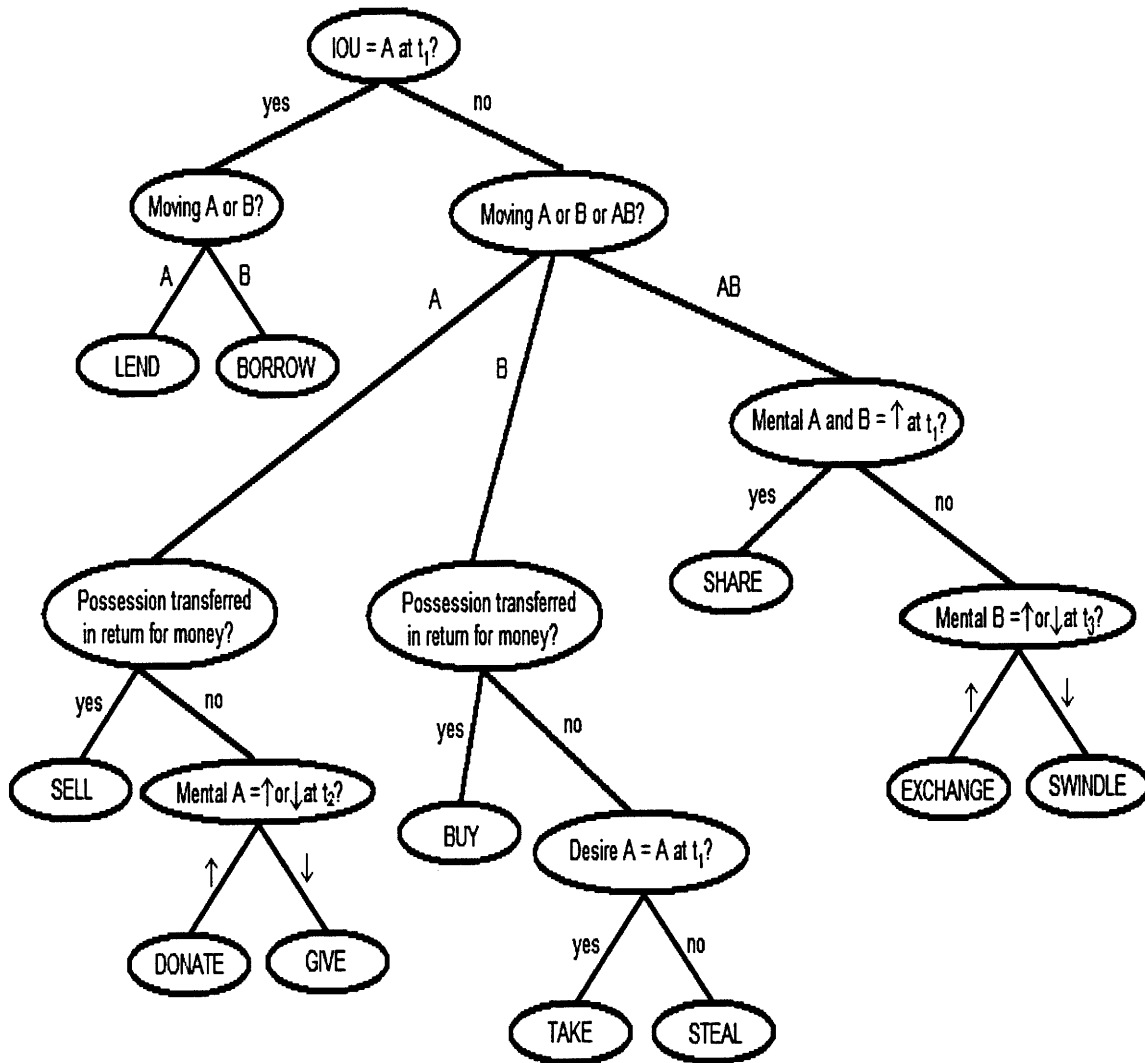 IOU = A at t₁?
yes
no
Moving A or B?
Moving A or B or AB?
A
B
A
B
AB
LEND
BORROW
Mental A and B = ↑ at t₁?
yes
no
SHARE
Possession transferred
in return for money?
Possession transferred
in return for money?
Mental B = ↑ or ↓ at t₃?
yes
no
yes
no
↑
↓
SELL
Mental A = ↑ or ↓ at t₂?
BUY
EXCHANGE
SWINDLE
Desire A = A at t₁?
↑
↓
DONATE
GIVE
yes
no
TAKE
STEAL